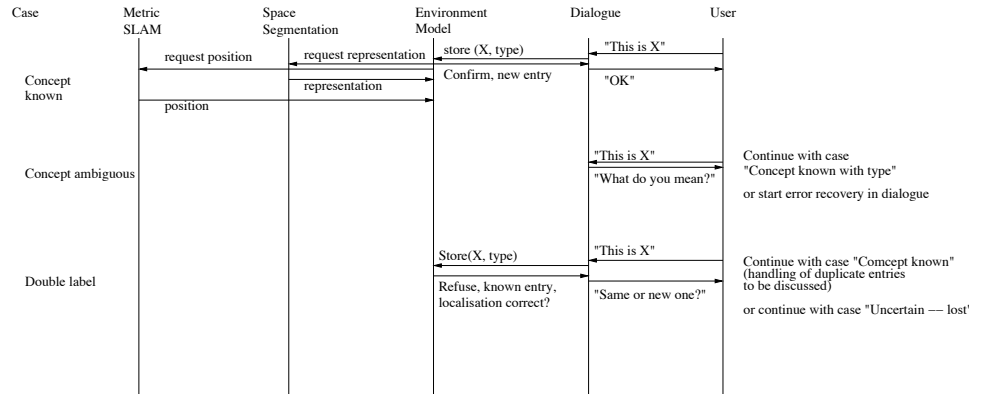 Case
Metric
SLAM
Space
Segmentation
Environment
Model
Dialogue
User
Concept
known
request position
request representation
store (X, type)
"This is X"
Confirm, new entry
"OK"
representation
position
Concept ambiguous
"This is X"
"What do you mean?"
Continue with case
"Concept known with type"
or start error recovery in dialogue
Double label
Store(X, type)
"This is X"
Refuse, known entry,
localisation correct?
"Same or new one?"
Continue with case "Comcept known"
(handling of duplicate entries
to be discussed)
or continue with case "Uncertain −− lost'